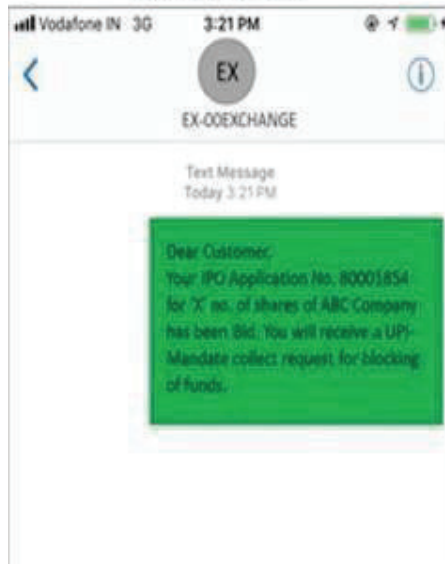 Vodafone IN 3G 3:21 PM
EX
EX-00EXCHANGE
Text Message
Today 3:21 PM
Dear Customer,
Your IPO Application No. 80001854
for 'X' no. of shares of ABC Company
has been Bid. You will receive a UPI-
Mandate collect request for blocking
of funds.